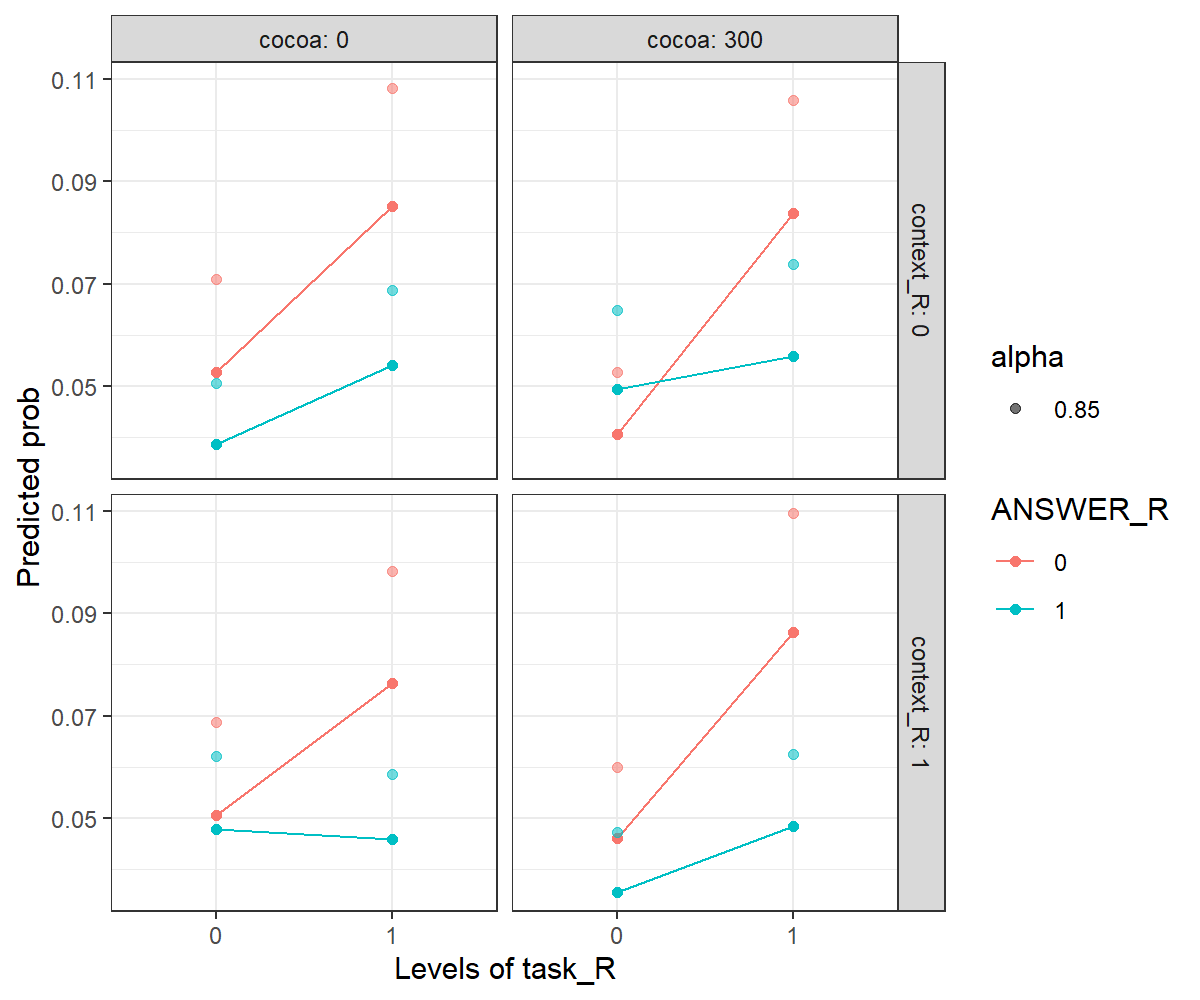 cocoa: 0
cocoa: 300
0.11
0.09
0.07
0.05
context_R: 0
0.11
0.09
0.07
0.05
context_R: 1
0
1
0
1
Levels of task_R
Predicted prob
alpha
0.85
ANSWER_R
0
1